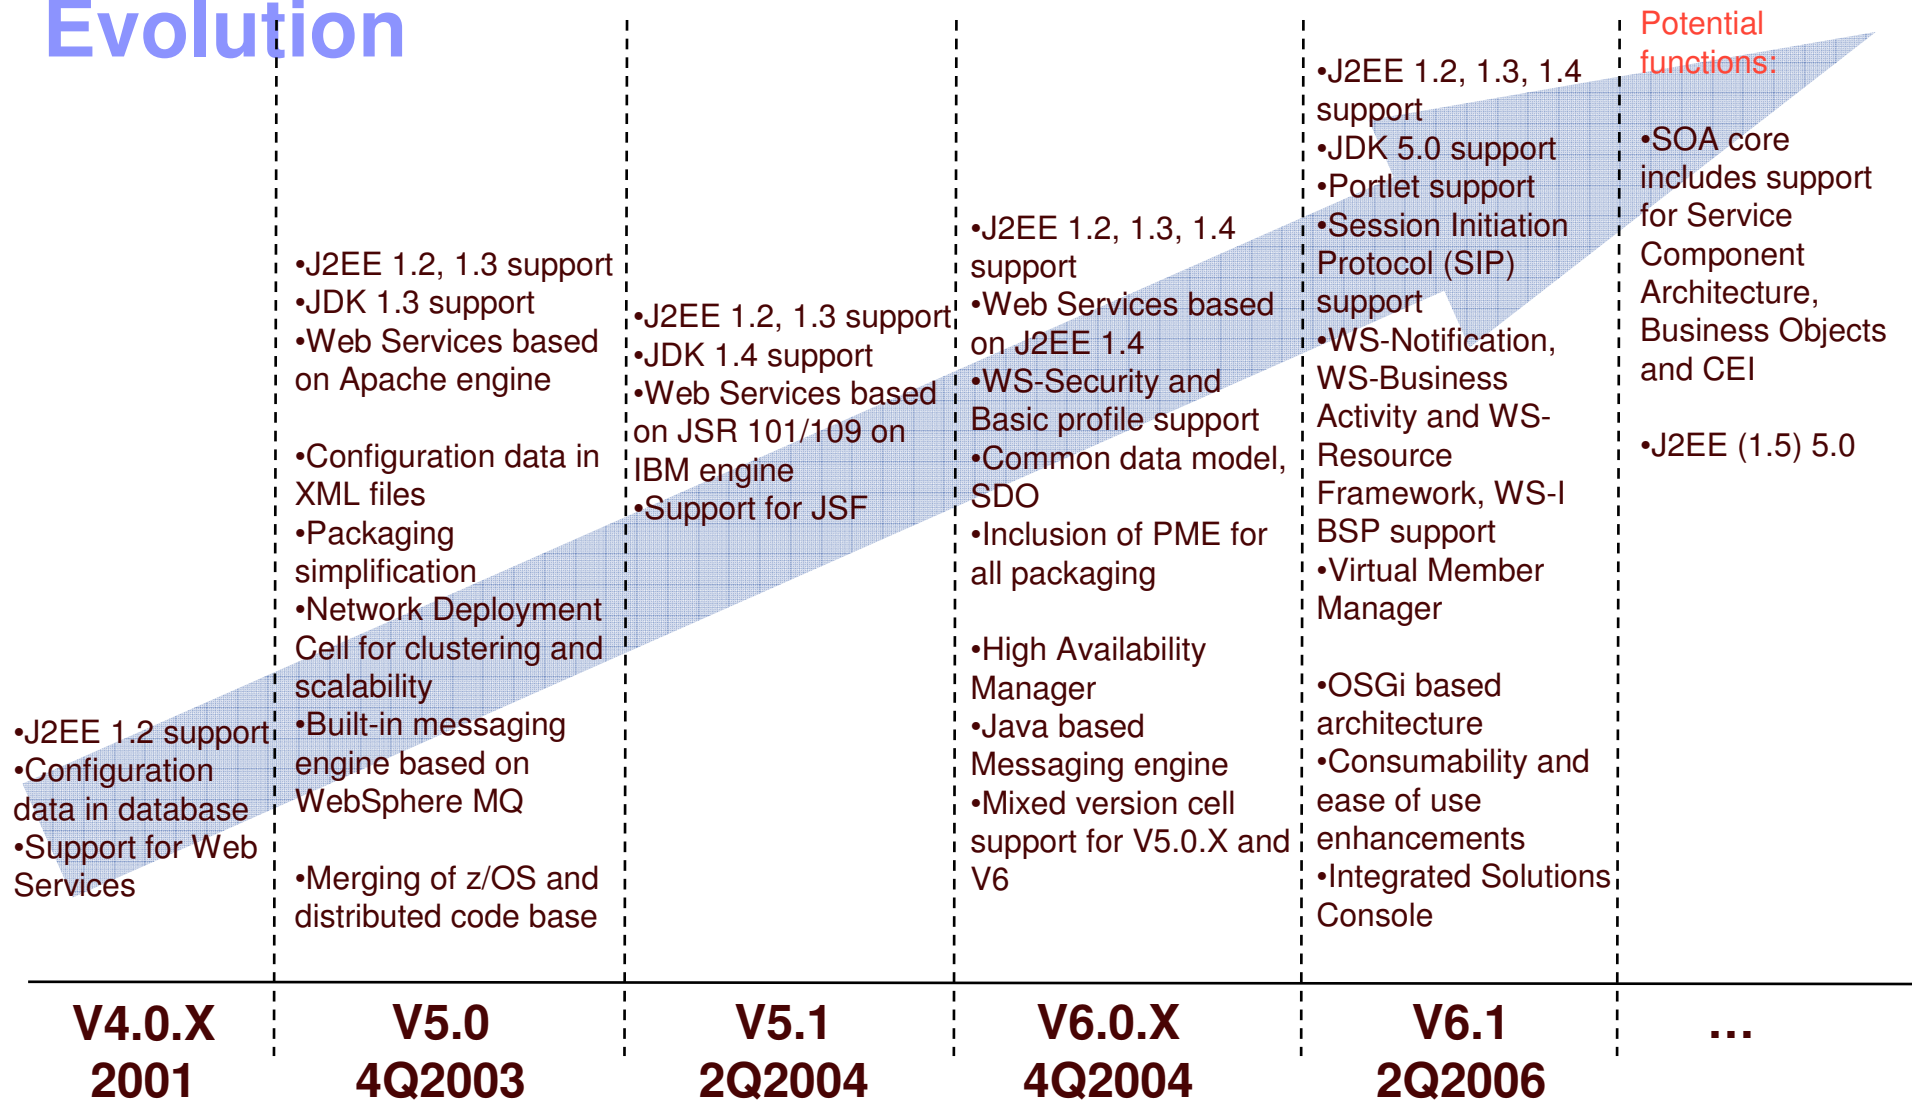 Evolution
•J2EE 1.2 support
•Configuration
data in database
•Support for Web
Services
•J2EE 1.2, 1.3 support
•JDK 1.3 support
•Web Services based
on Apache engine
•Configuration data in
XML files
•Packaging
simplification
•Network Deployment
Cell for clustering and
scalability
•Built-in messaging
engine based on
WebSphere MQ
•Merging of z/OS and
distributed code base
•J2EE 1.2, 1.3 support
•JDK 1.4 support
•Web Services based
on JSR 101/109 on
IBM engine
•Support for JSF
•J2EE 1.2, 1.3, 1.4
support
•Web Services based
on J2EE 1.4
•WS-Security and
Basic profile support
•Common data model,
SDO
•Inclusion of PME for
all packaging
•High Availability
Manager
•Java based
Messaging engine
•Mixed version cell
support for V5.0.X and
V6
•J2EE 1.2, 1.3, 1.4
support
•JDK 5.0 support
•Portlet support
•Session Initiation
Protocol (SIP)
support
•WS-Notification,
WS-Business
Activity and WS-
Resource
Framework, WS-I
BSP support
•Virtual Member
Manager
•OSGi based
architecture
•Consumability and
ease of use
enhancements
•Integrated Solutions
Console
Potential
functions:
•SOA core
includes support
for Service
Component
Architecture,
Business Objects
and CEI
•J2EE (1.5) 5.0
V4.0.X
2001
V5.0
4Q2003
V5.1
2Q2004
V6.0.X
4Q2004
V6.1
2Q2006
…